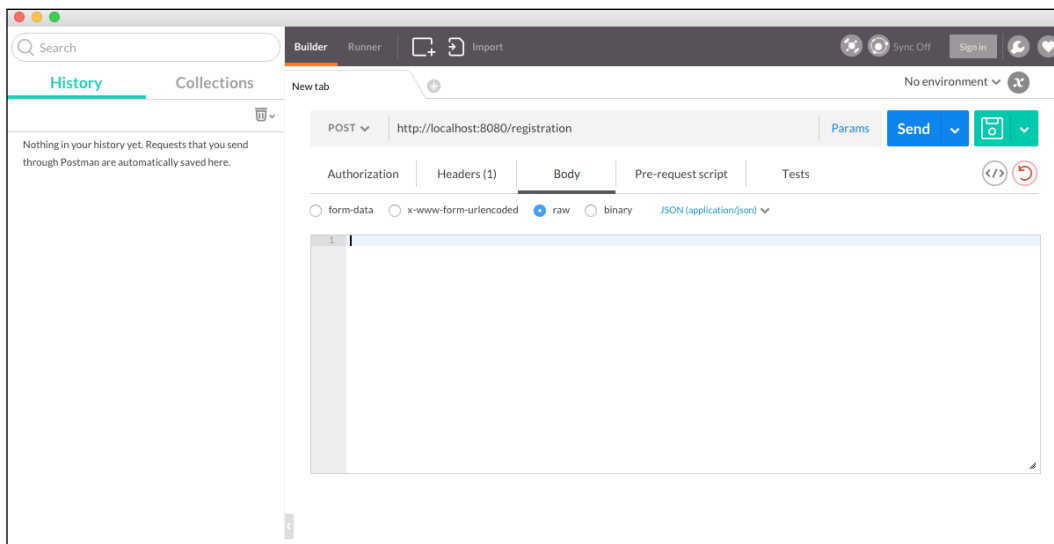 Search
History
Collections
Nothing in your history yet. Requests that you send
through Postman are automatically saved here.
Builder
Runner
Import
Sync Off
Sign in
New tab
No environment
x
POST
http://localhost:8080/registration
Params
Send
Authorization
Headers (1)
Body
Pre-request script
Tests
</>
form-data
x-www-form-urlencoded
raw
binary
JSON (application/json)
1